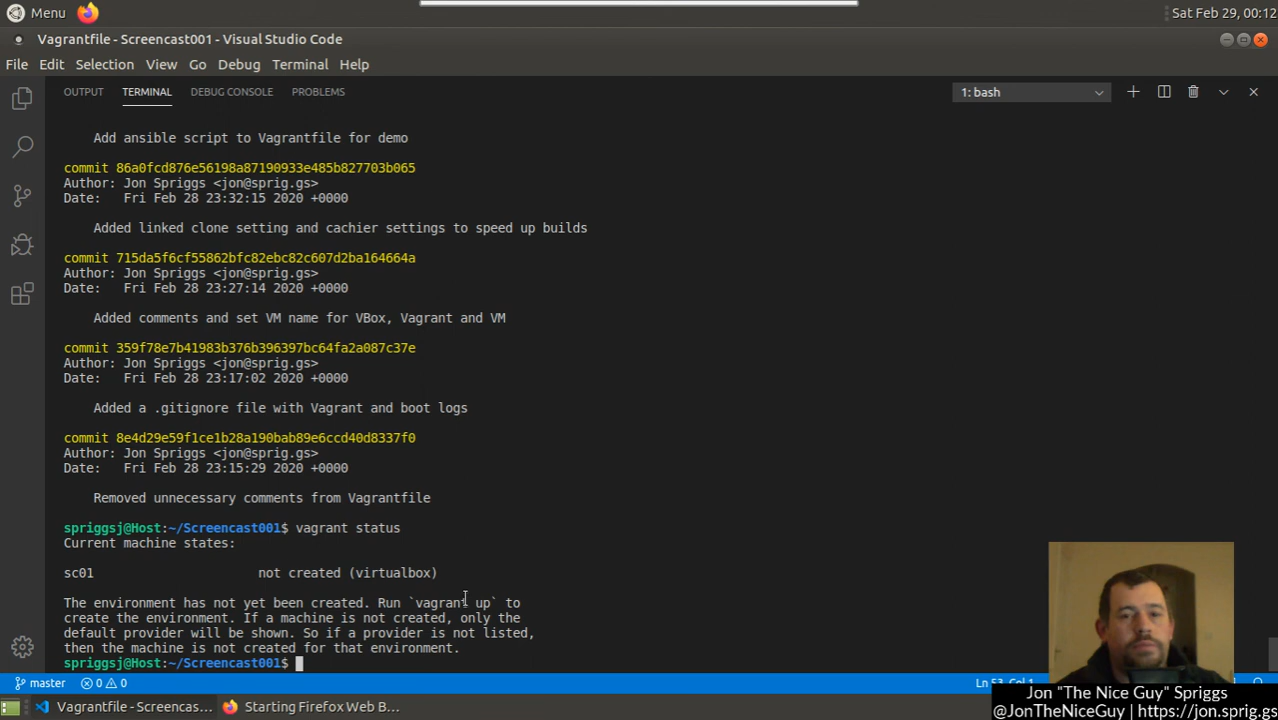 Menu
Sat Feb 29, 00:12
Vagrantfile - Screencast001 - Visual Studio Code
File Edit Selection View Go Debug Terminal Help
OUTPUT TERMINAL DEBUG CONSOLE PROBLEMS 1: bash
Add ansible script to Vagrantfile for demo
commit 86a0fcd876e56198a87190933e485b827703b065
Author: Jon Spriggs <jon@sprig.gs>
Date: Fri Feb 28 23:32:15 2020 +0000
Added linked clone setting and cachier settings to speed up builds
commit 715da5f6cf55862bfc82ebc82c607d2ba164664a
Author: Jon Spriggs <jon@sprig.gs>
Date: Fri Feb 28 23:27:14 2020 +0000
Added comments and set VM name for VBox, Vagrant and VM
commit 359f78e7b41983b376b396397bc64fa2a087c37e
Author: Jon Spriggs <jon@sprig.gs>
Date: Fri Feb 28 23:17:02 2020 +0000
Added a .gitignore file with Vagrant and boot logs
commit 8e4d29e59f1ce1b28a190bab89e6ccd40d8337f0
Author: Jon Spriggs <jon@sprig.gs>
Date: Fri Feb 28 23:15:29 2020 +0000
Removed unnecessary comments from Vagrantfile
spriggsj@Host:~/Screencast001$ vagrant status
Current machine states:
sc01 not created (virtualbox)
The environment has not yet been created. Run `vagrant up` to
create the environment. If a machine is not created, only the
default provider will be shown. So if a provider is not listed,
then the machine is not created for that environment.
spriggsj@Host:~/Screencast001$
master 0 0 Ln 53, Col 1
Jon "The Nice Guy" Spriggs
Vagrantfile - Screencas... Starting Firefox Web B...
@JonTheNiceGuy | https://jon.sprig.gs